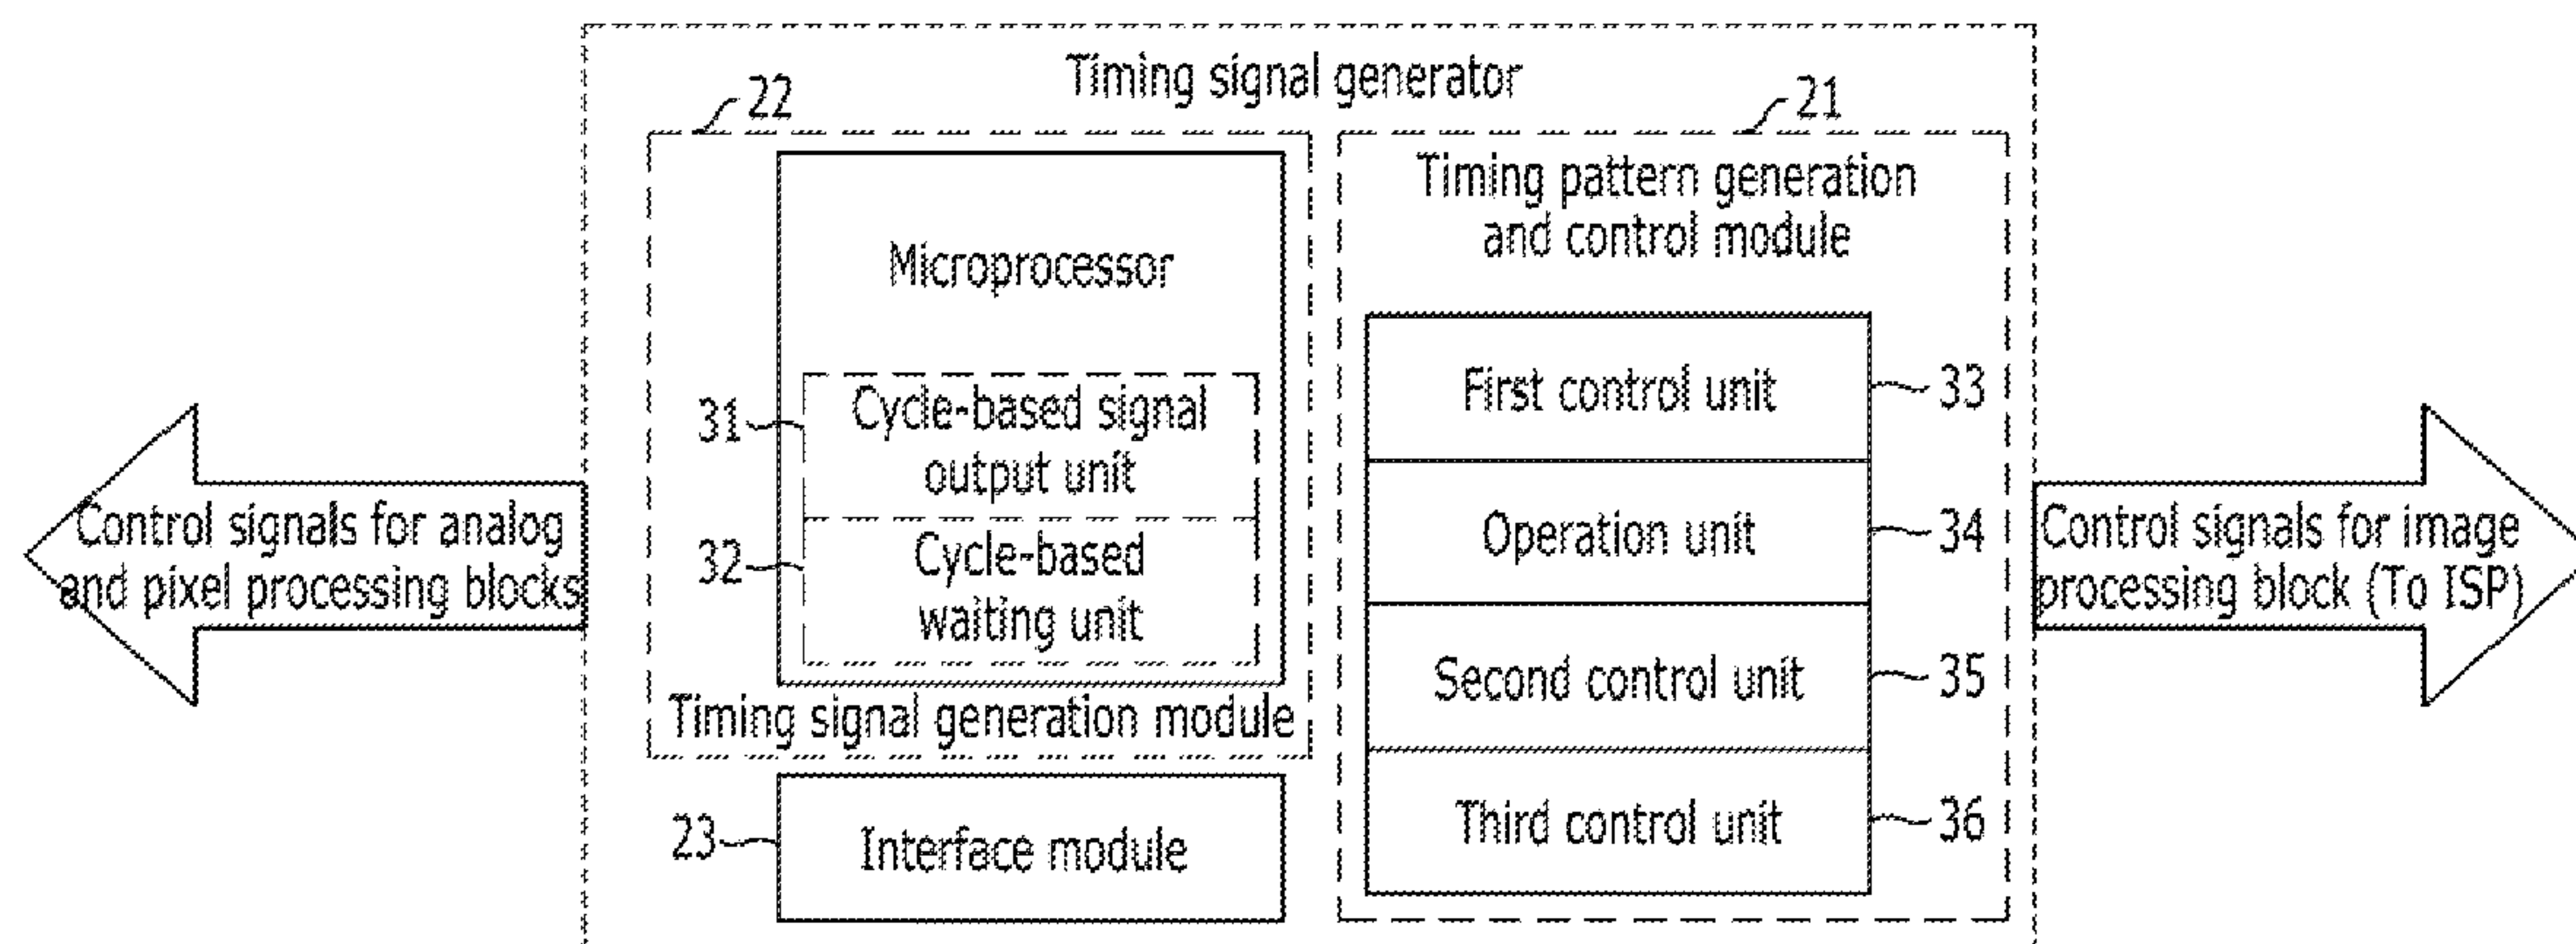 Timing signal generator
22
21
Microprocessor
31
Cycle-based signal
output unit
32
Cycle-based
waiting unit
Timing signal generation module
23
Interface module
Timing pattern generation
and control module
First control unit
33
Operation unit
34
Second control unit
35
Third control unit
36
Control signals for analog
and pixel processing blocks
Control signals for image
processing block (To ISP)